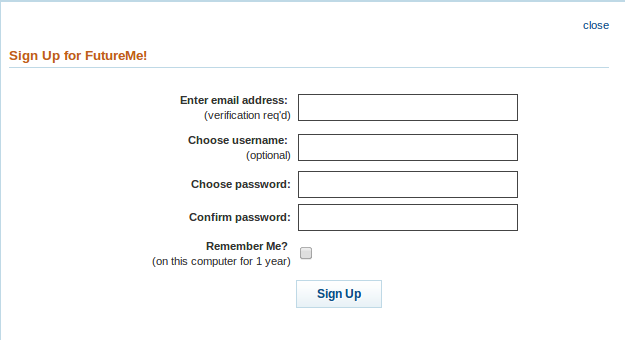 close
Sign Up for FutureMe!
Enter email address:
(verification req'd)
Choose username:
(optional)
Choose password:
Confirm password:
Remember Me?
(on this computer for 1 year)
Sign Up